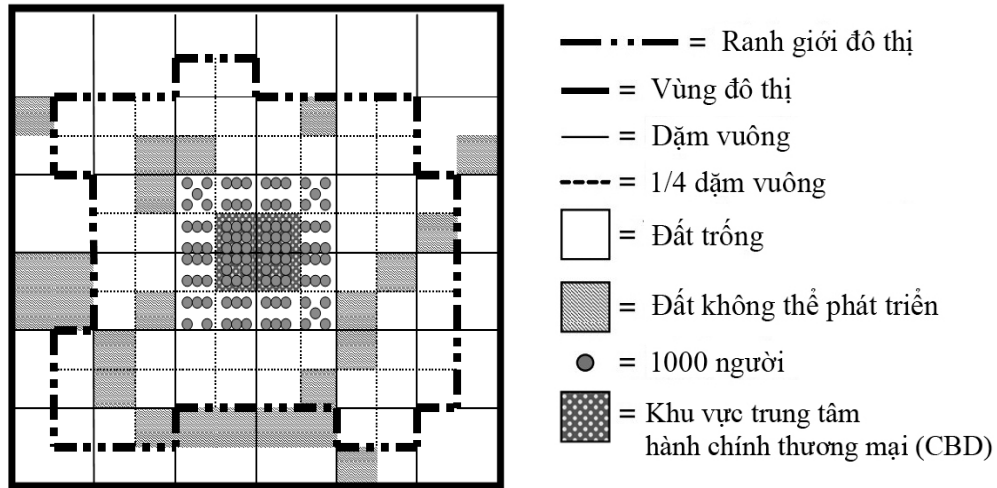 = Ranh giới đô thị
= Vùng đô thị
= Dặm vuông
= 1/4 dặm vuông
= Đất trống
= Đất không thể phát triển
= 1000 người
= Khu vực trung tâm
hành chính thương mại (CBD)